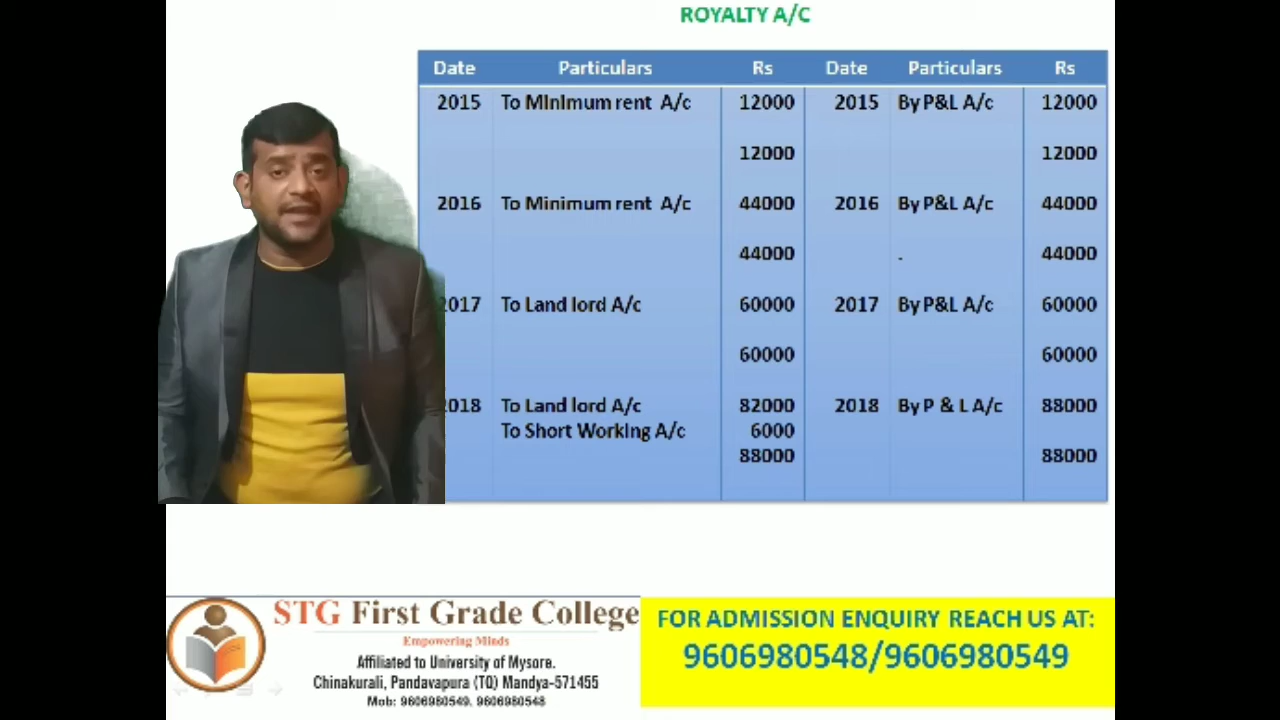 ROYALTY A/C
Date Particulars Rs Date Particulars Rs
2015 To Minimum rent A/c 12000 2015 By P&L A/c 12000
12000 12000
2016 To Minimum rent A/c 44000 2016 By P&L A/c 44000
44000 . 44000
2017 To Land lord A/c 60000 2017 By P&L A/c 60000
60000 60000
2018 To Land lord A/c 82000 2018 By P & L A/c 88000
To Short Working A/c 6000
88000 88000
STG First Grade College
Empowering Minds
Affiliated to University of Mysore.
Chinakurali, Pandavapura (TQ) Mandya-571455
Mob: 9606980549, 9606980548
FOR ADMISSION ENQUIRY REACH US AT:
9606980548/9606980549